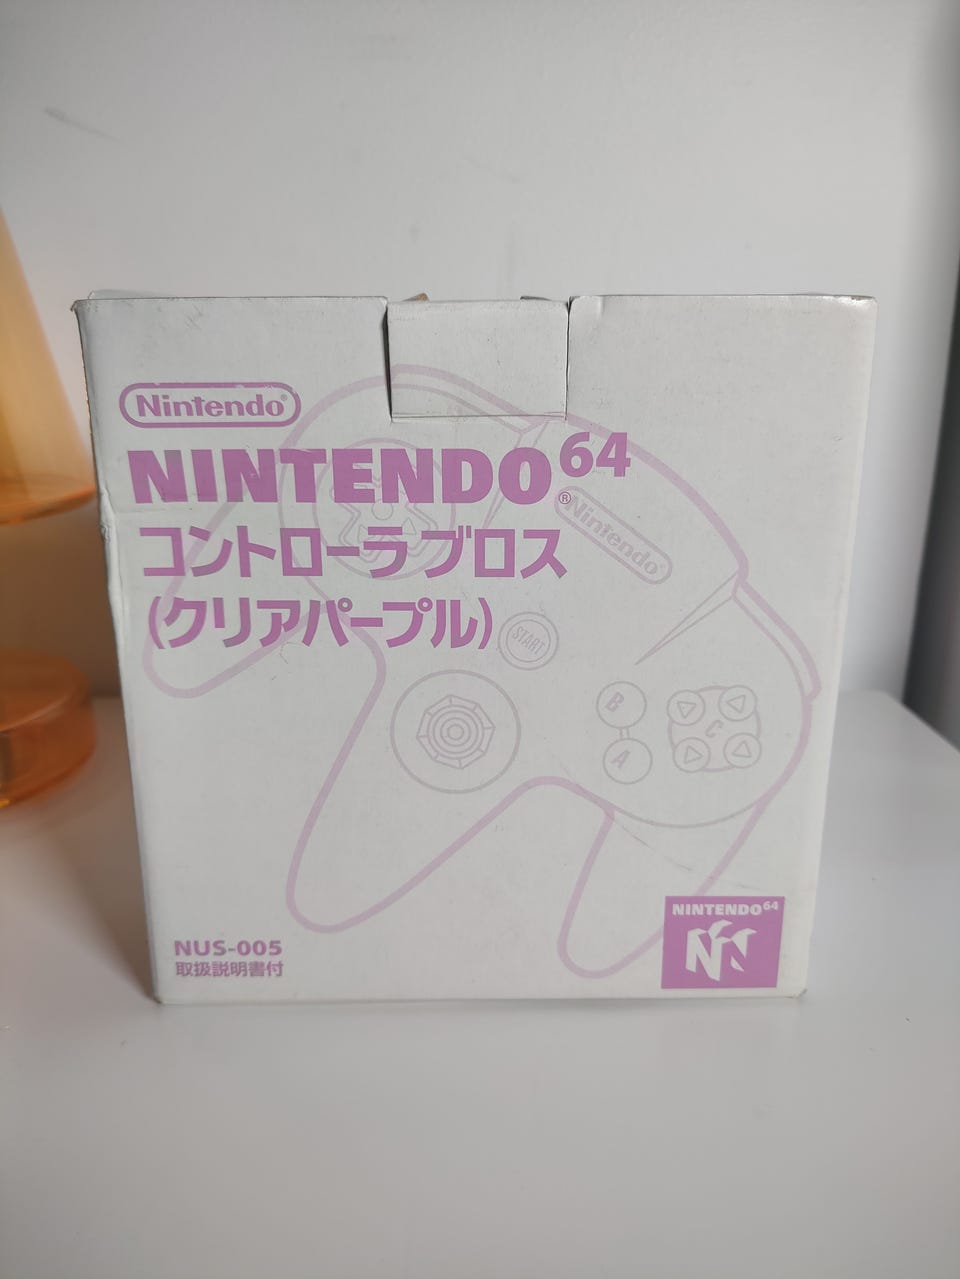 Nintendo®
NINTENDO⁶⁴
コントローラ ブロス
(クリアパープル)
®Nintendo
START
B
A
C
NUS-005
取扱説明書付
NINTENDO⁶⁴